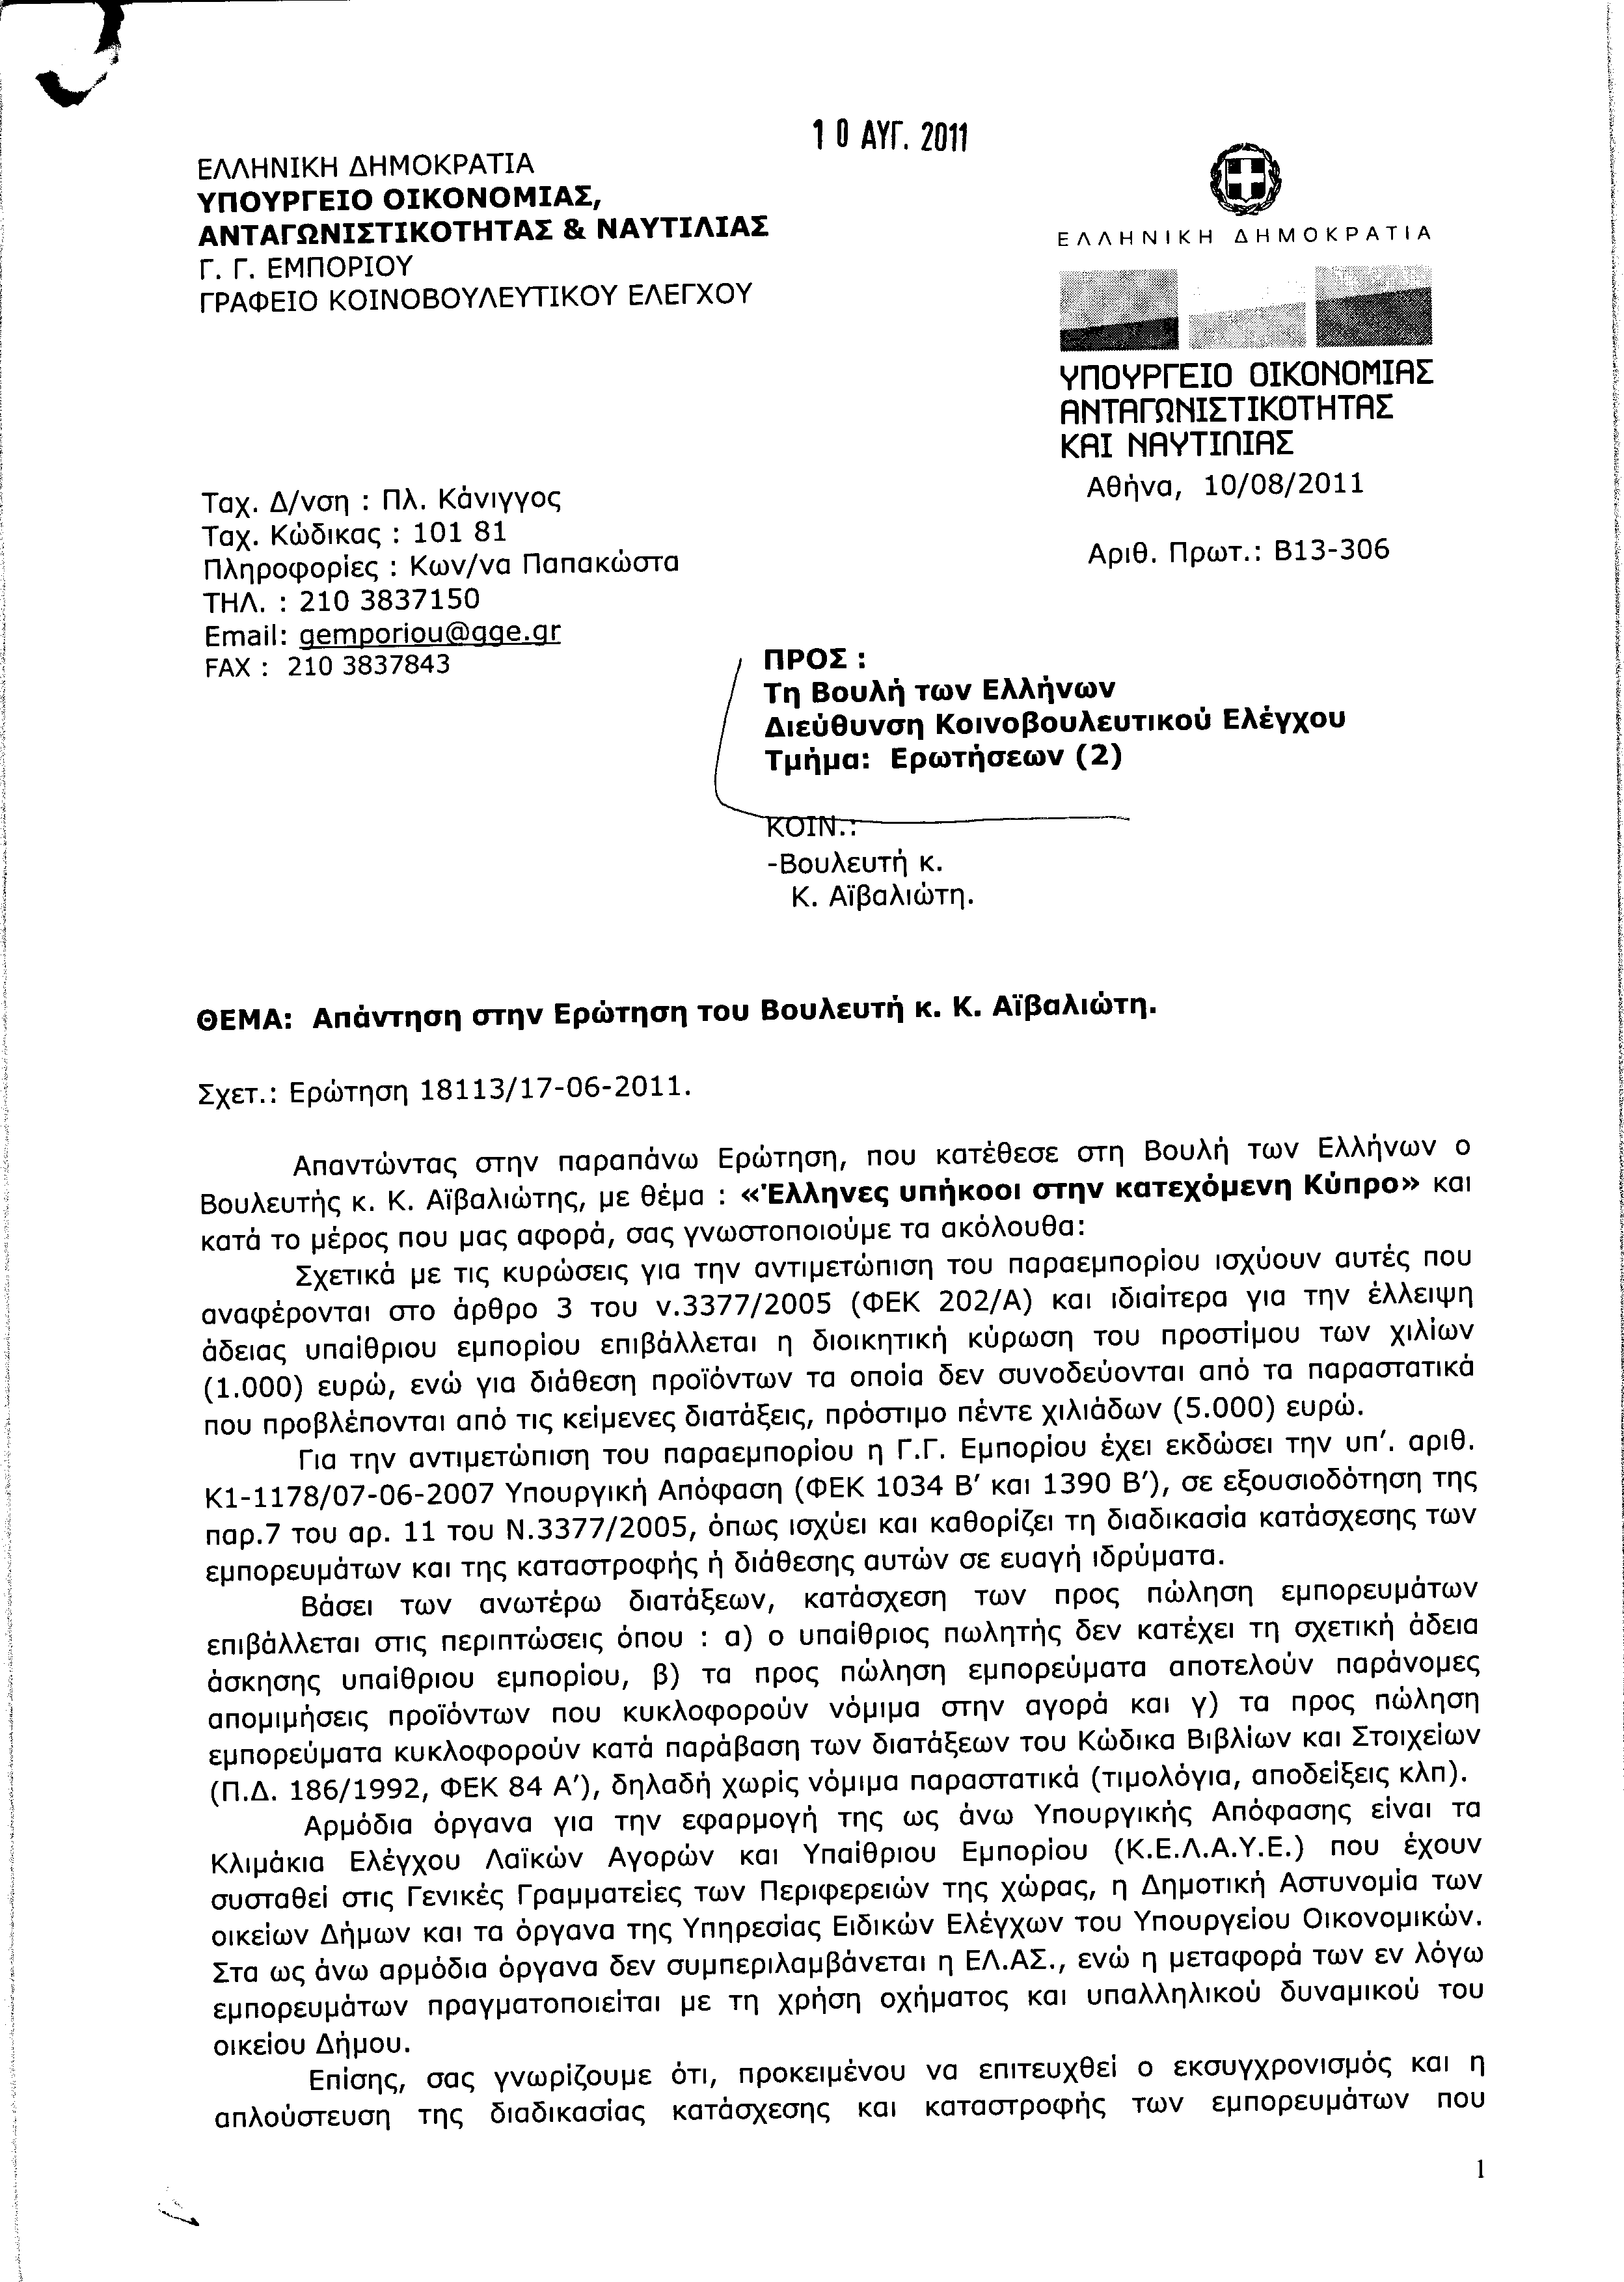 1 0 ΑΥΓ. 2011
ΕΛΛΗΝΙΚΗ ΔΗΜΟΚΡΑΤΙΑ
ΥΠΟΥΡΓΕΙΟ ΟΙΚΟΝΟΜΙΑΣ,
ΑΝΤΑΓΩΝΙΣΤΙΚΟΤΗΤΑΣ & ΝΑΥΤΙΛΙΑΣ
Γ. Γ. ΕΜΠΟΡΙΟΥ
ΓΡΑΦΕΙΟ ΚΟΙΝΟΒΟΥΛΕΥΤΙΚΟΥ ΕΛΕΓΧΟΥ
ΕΛΛΗΝΙΚΗ ΔΗΜΟΚΡΑΤΙΑ
ΥΠΟΥΡΓΕΙΟ ΟΙΚΟΝΟΜΙΑΣ
ΑΝΤΑΓΩΝΙΣΤΙΚΟΤΗΤΑΣ
ΚΑΙ ΝΑΥΤΙΛΙΑΣ
Ταχ. Δ/νση : Πλ. Κάνιγγος
Ταχ. Κώδικας : 101 81
Πληροφορίες : Κων/να Παπακώστα
ΤΗΛ. : 210 3837150
Email: gemporiou@gge.gr
FAX : 210 3837843
Αθήνα, 10/08/2011
Αριθ. Πρωτ.: Β13-306
ΠΡΟΣ :
Τη Βουλή των Ελλήνων
Διεύθυνση Κοινοβουλευτικού Ελέγχου
Τμήμα: Ερωτήσεων (2)
ΚΟΙΝ.:
-Βουλευτή κ.
Κ. Αϊβαλιώτη.
ΘΕΜΑ: Απάντηση στην Ερώτηση του Βουλευτή κ. Κ. Αϊβαλιώτη.
Σχετ.: Ερώτηση 18113/17-06-2011.
Απαντώντας στην παραπάνω Ερώτηση, που κατέθεσε στη Βουλή των Ελλήνων ο
Βουλευτής κ. Κ. Αϊβαλιώτης, με θέμα : «Έλληνες υπήκοοι στην κατεχόμενη Κύπρο» και
κατά το μέρος που μας αφορά, σας γνωστοποιούμε τα ακόλουθα:
Σχετικά με τις κυρώσεις για την αντιμετώπιση του παραεμπορίου ισχύουν αυτές που
αναφέρονται στο άρθρο 3 του ν.3377/2005 (ΦΕΚ 202/Α) και ιδιαίτερα για την έλλειψη
άδειας υπαίθριου εμπορίου επιβάλλεται η διοικητική κύρωση του προστίμου των χιλίων
(1.000) ευρώ, ενώ για διάθεση προϊόντων τα οποία δεν συνοδεύονται από τα παραστατικά
που προβλέπονται από τις κείμενες διατάξεις, πρόστιμο πέντε χιλιάδων (5.000) ευρώ.
Για την αντιμετώπιση του παραεμπορίου η Γ.Γ. Εμπορίου έχει εκδώσει την υπ'. αριθ.
Κ1-1178/07-06-2007 Υπουργική Απόφαση (ΦΕΚ 1034 Β' και 1390 Β'), σε εξουσιοδότηση της
παρ.7 του αρ. 11 του Ν.3377/2005, όπως ισχύει και καθορίζει τη διαδικασία κατάσχεσης των
εμπορευμάτων και της καταστροφής ή διάθεσης αυτών σε ευαγή ιδρύματα.
Βάσει των ανωτέρω διατάξεων, κατάσχεση των προς πώληση εμπορευμάτων
επιβάλλεται στις περιπτώσεις όπου : α) ο υπαίθριος πωλητής δεν κατέχει τη σχετική άδεια
άσκησης υπαίθριου εμπορίου, β) τα προς πώληση εμπορεύματα αποτελούν παράνομες
απομιμήσεις προϊόντων που κυκλοφορούν νόμιμα στην αγορά και γ) τα προς πώληση
εμπορεύματα κυκλοφορούν κατά παράβαση των διατάξεων του Κώδικα Βιβλίων και Στοιχείων
(Π.Δ. 186/1992, ΦΕΚ 84 Α'), δηλαδή χωρίς νόμιμα παραστατικά (τιμολόγια, αποδείξεις κλπ).
Αρμόδια όργανα για την εφαρμογή της ως άνω Υπουργικής Απόφασης είναι τα
Κλιμάκια Ελέγχου Λαϊκών Αγορών και Υπαίθριου Εμπορίου (Κ.Ε.Λ.Α.Υ.Ε.) που έχουν
συσταθεί στις Γενικές Γραμματείες των Περιφερειών της χώρας, η Δημοτική Αστυνομία των
οικείων Δήμων και τα όργανα της Υπηρεσίας Ειδικών Ελέγχων του Υπουργείου Οικονομικών.
Στα ως άνω αρμόδια όργανα δεν συμπεριλαμβάνεται η ΕΛ.ΑΣ., ενώ η μεταφορά των εν λόγω
εμπορευμάτων πραγματοποιείται με τη χρήση οχήματος και υπαλληλικού δυναμικού του
οικείου Δήμου.
Επίσης, σας γνωρίζουμε ότι, προκειμένου να επιτευχθεί ο εκσυγχρονισμός και η
απλούστευση της διαδικασίας κατάσχεσης και καταστροφής των εμπορευμάτων που
1